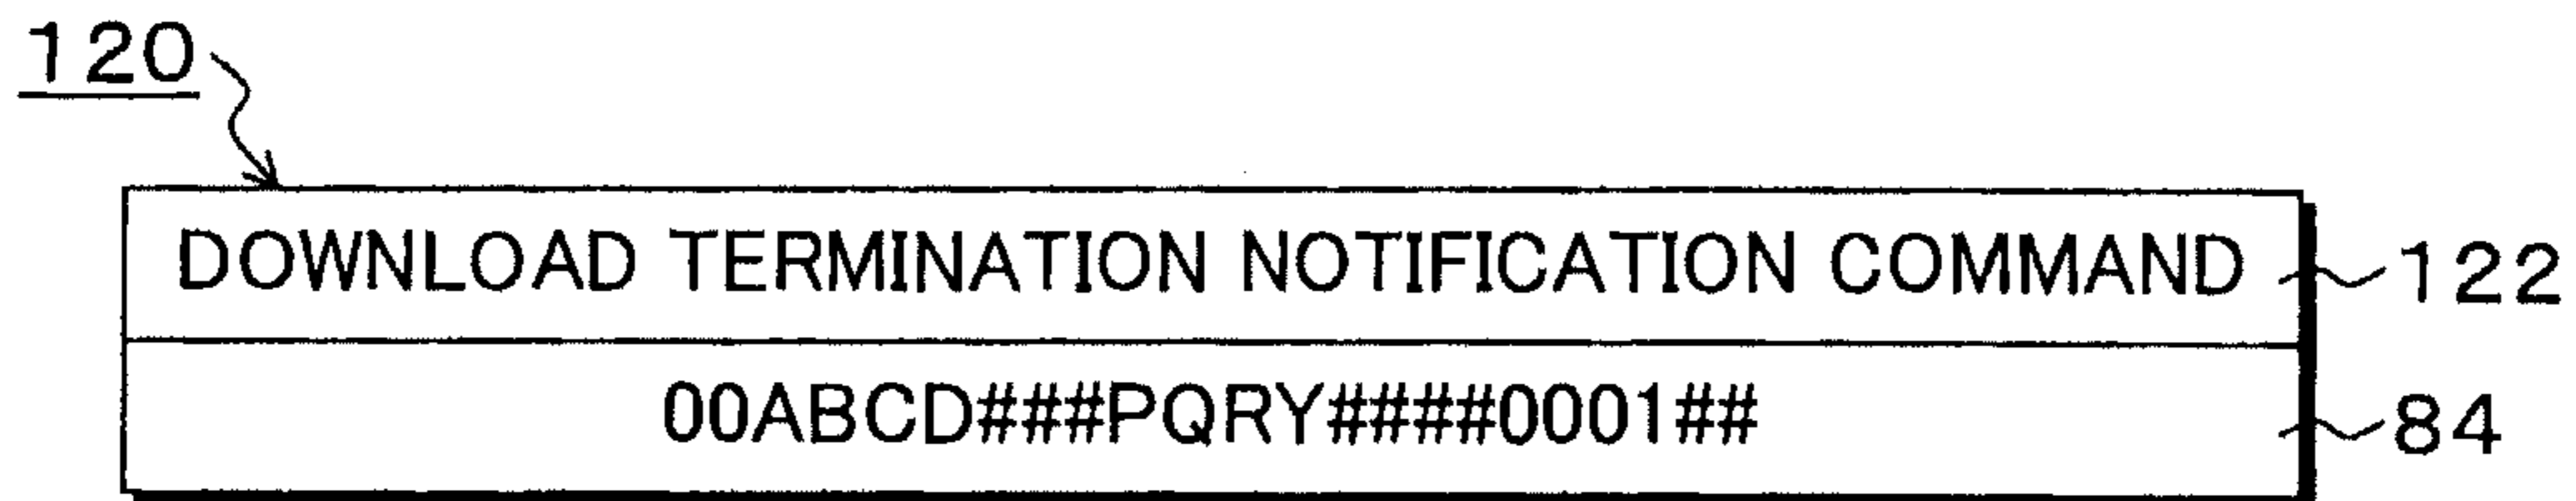 120
DOWNLOAD TERMINATION NOTIFICATION COMMAND 122
00ABCD###PQRY####0001## 84